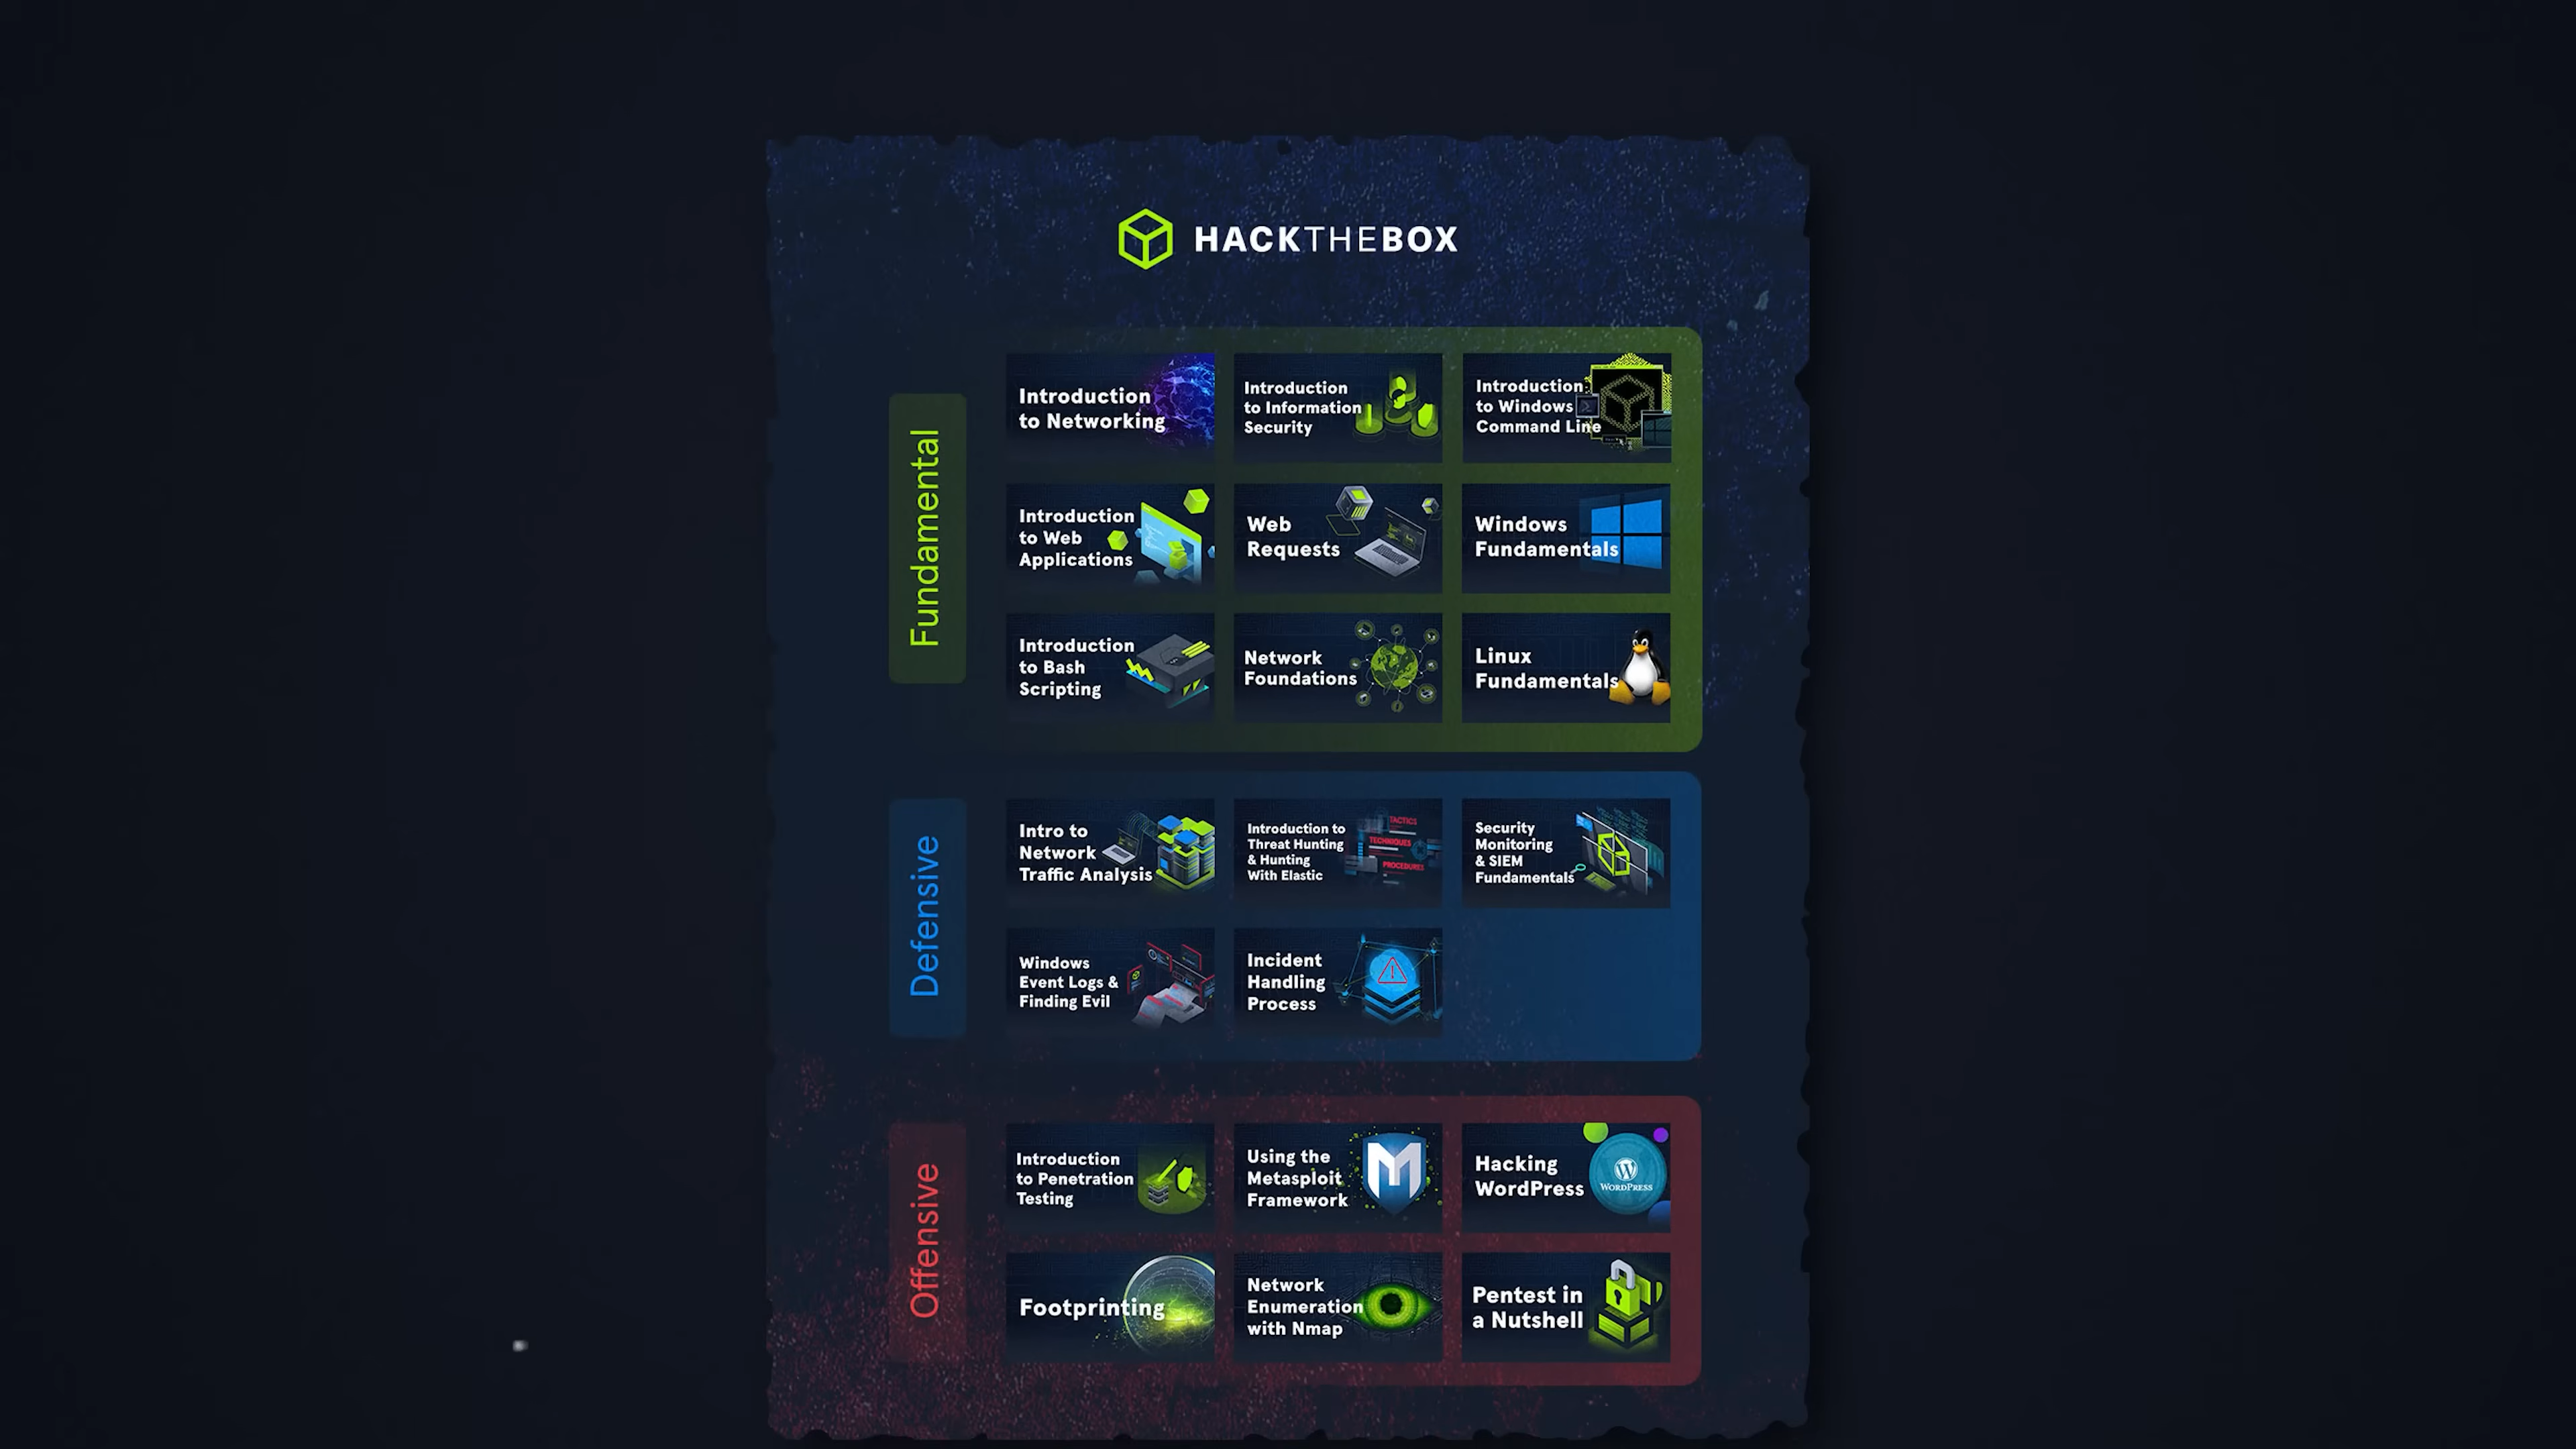 HACKTHEBOX
Fundamental
Introduction
to Networking
Introduction
to Information
Security
Introduction
to Windows
Command Line
Introduction
to Web
Applications
Web
Requests
Windows
Fundamentals
Introduction
to Bash
Scripting
Network
Foundations
Linux
Fundamentals
Defensive
Intro to
Network
Traffic Analysis
Introduction to
Threat Hunting
& Hunting
With Elastic
TACTICS
TECHNIQUES
PROCEDURES
Security
Monitoring
& SIEM
Fundamentals
Windows
Event Logs &
Finding Evil
Incident
Handling
Process
Offensive
Introduction
to Penetration
Testing
Using the
Metasploit
Framework
Hacking
WordPress
WORDPRESS
Footprinting
Network
Enumeration
with Nmap
Pentest in
a Nutshell